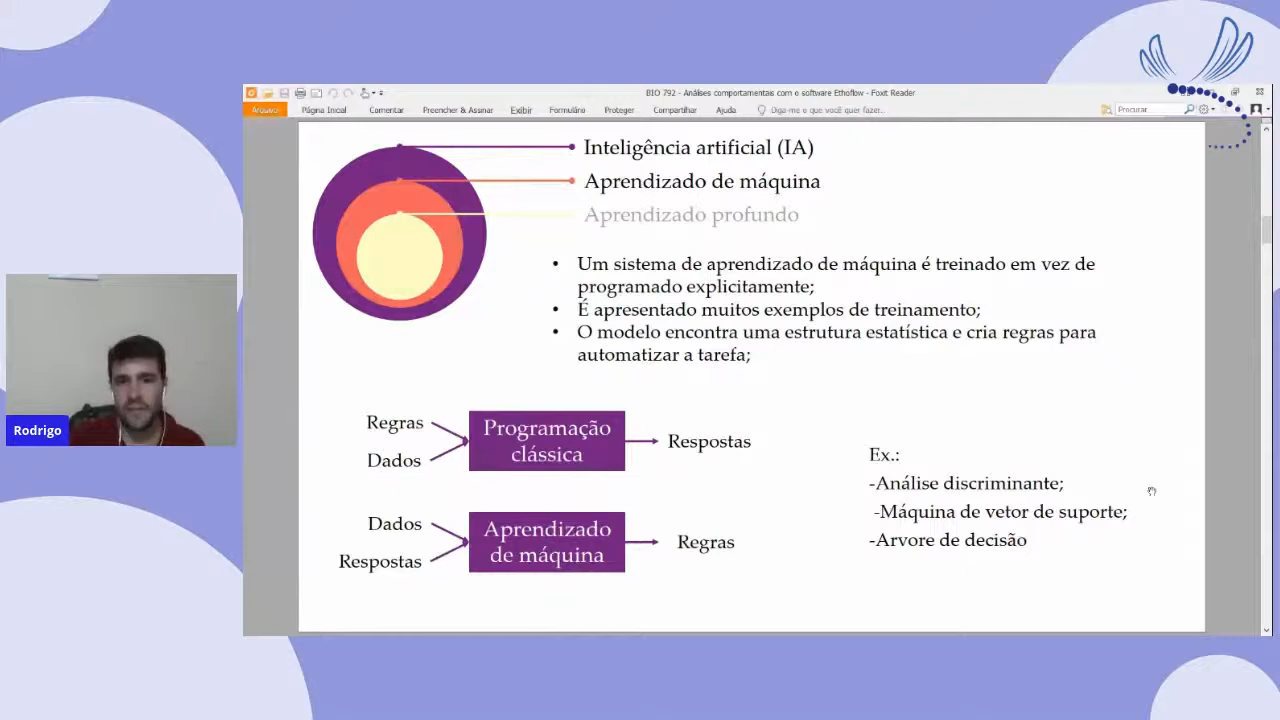 BIO 792 - Análises comportamentais com o software Ethoflow - Foxit Reader
Arquivo Página Inicial Comentar Preencher & Assinar Exibir Formulário Proteger Compartilhar Ajuda Diga-me o que você quer fazer... Procurar
Inteligência artificial (IA)
Aprendizado de máquina
Aprendizado profundo
• Um sistema de aprendizado de máquina é treinado em vez de
programado explicitamente;
• É apresentado muitos exemplos de treinamento;
• O modelo encontra uma estrutura estatística e cria regras para
automatizar a tarefa;
Regras
Dados
Programação
clássica
Respostas
Dados
Respostas
Aprendizado
de máquina
Regras
Ex.:
-Análise discriminante;
-Máquina de vetor de suporte;
-Arvore de decisão
Rodrigo